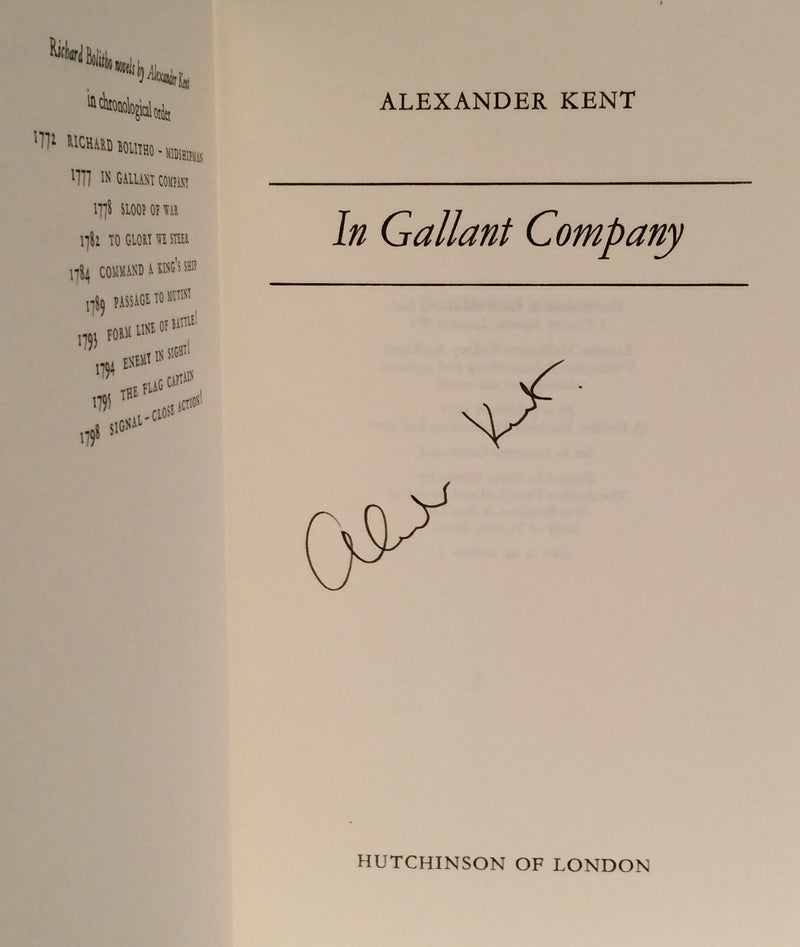 Richard Bolitho novels by Alexander Kent
in chronological order
1772 RICHARD BOLITHO – MIDSHIPMAN
1777 IN GALLANT COMPANY
1778 SLOOP OF WAR
1782 TO GLORY WE STEER
1784 COMMAND A KING'S SHIP
1789 PASSAGE TO MUTINY
1793 FORM LINE OF BATTLE!
1794 ENEMY IN SIGHT!
1795 THE FLAG CAPTAIN
1798 SIGNAL – CLOSE ACTION!
ALEXANDER KENT
In Gallant Company
Alex Kent
HUTCHINSON OF LONDON